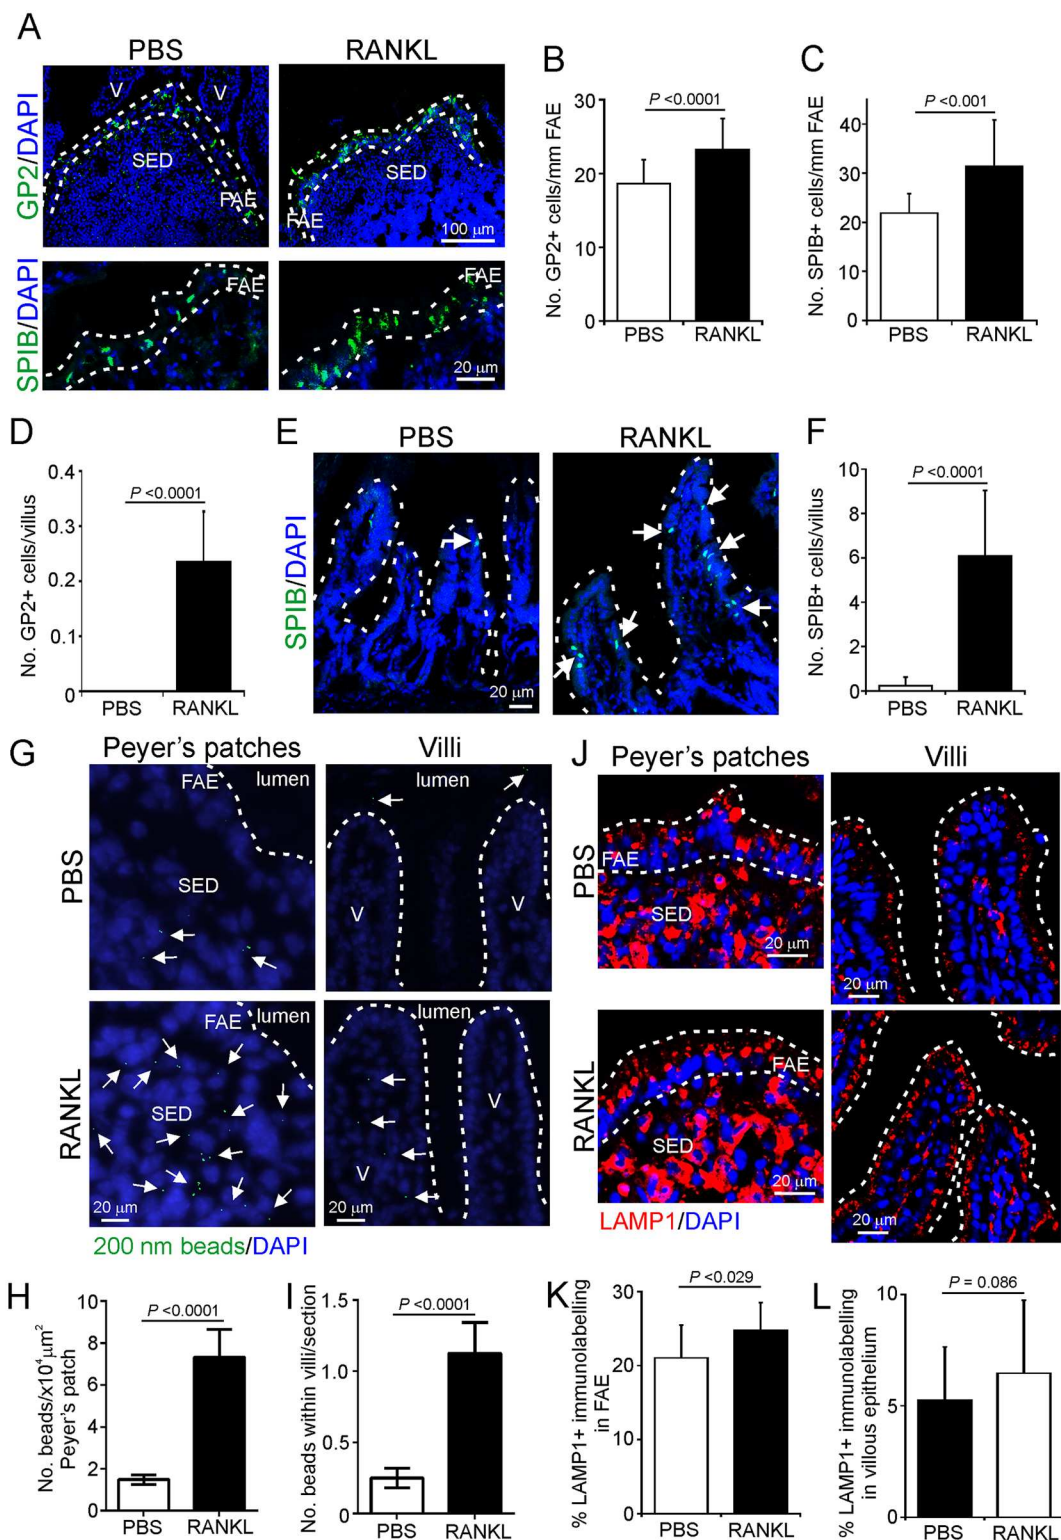 A
PBS
RANKL
GP2/DAPI
V
V
SED
FAE
SED
FAE
100 µm
SPIB/DAPI
FAE
FAE
20 µm
B
No. GP2+ cells/mm FAE
30
20
10
0
P <0.0001
PBS
RANKL
C
No. SPIB+ cells/mm FAE
40
30
20
10
0
P <0.001
PBS
RANKL
D
No. GP2+ cells/villus
0.4
0.3
0.2
0.1
0
P <0.0001
PBS
RANKL
E
PBS
RANKL
SPIB/DAPI
20 µm
F
No. SPIB+ cells/villus
10
8
6
4
2
0
P <0.0001
PBS
RANKL
G
Peyer's patches
Villi
PBS
FAE
lumen
SED
lumen
V
V
RANKL
FAE
lumen
SED
20 µm
lumen
V
V
20 µm
200 nm beads/DAPI
J
Peyer's patches
Villi
PBS
FAE
SED
20 µm
20 µm
RANKL
FAE
SED
20 µm
20 µm
LAMP1/DAPI
H
No. beads/x10⁴µm²
Peyer's patch
10
8
6
4
2
0
P <0.0001
PBS
RANKL
I
No. beads within villi/section
1.5
1.0
0.5
0
P <0.0001
PBS
RANKL
K
% LAMP1+ immunolabelling
in FAE
30
20
10
0
P <0.029
PBS
RANKL
L
% LAMP1+ immunolabelling
in villous epithelium
10
5
0
P = 0.086
PBS
RANKL